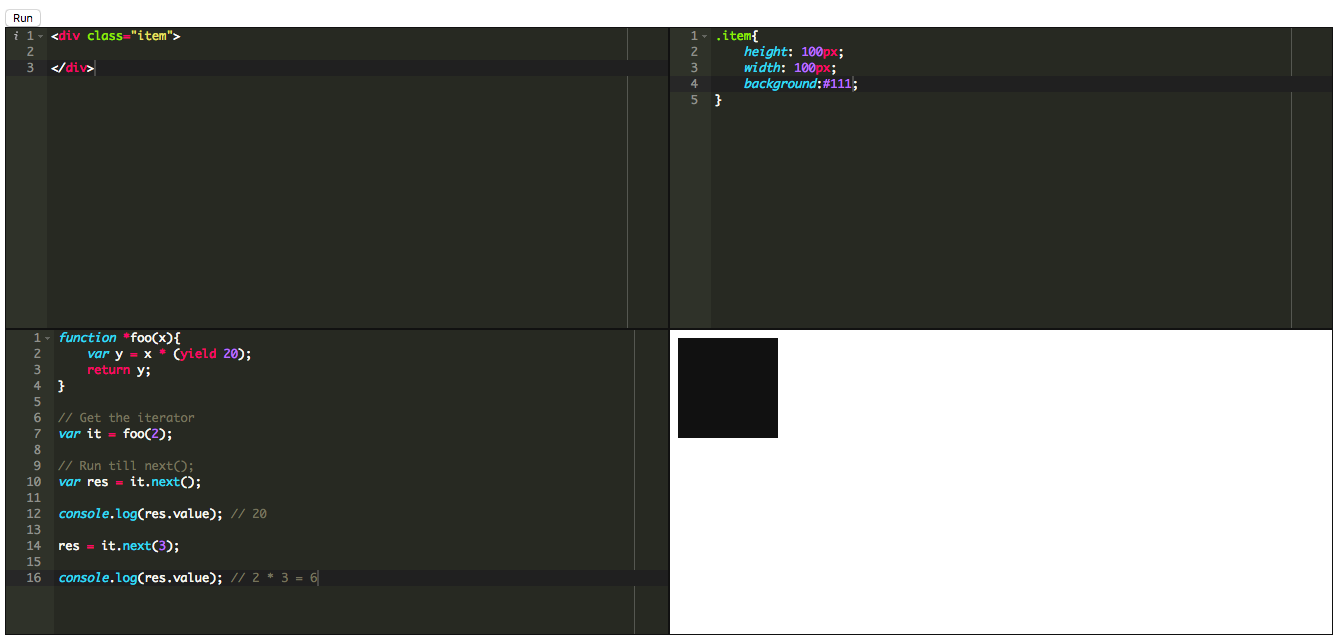 Run
i 1 <div class="item">
2
3 </div>
1 .item{
2     height: 100px;
3     width: 100px;
4     background:#111;
5 }
1 function *foo(x){
2     var y = x * (yield 20);
3     return y;
4 }
5
6 // Get the iterator
7 var it = foo(2);
8
9 // Run till next();
10 var res = it.next();
11
12 console.log(res.value); // 20
13
14 res = it.next(3);
15
16 console.log(res.value); // 2 * 3 = 6